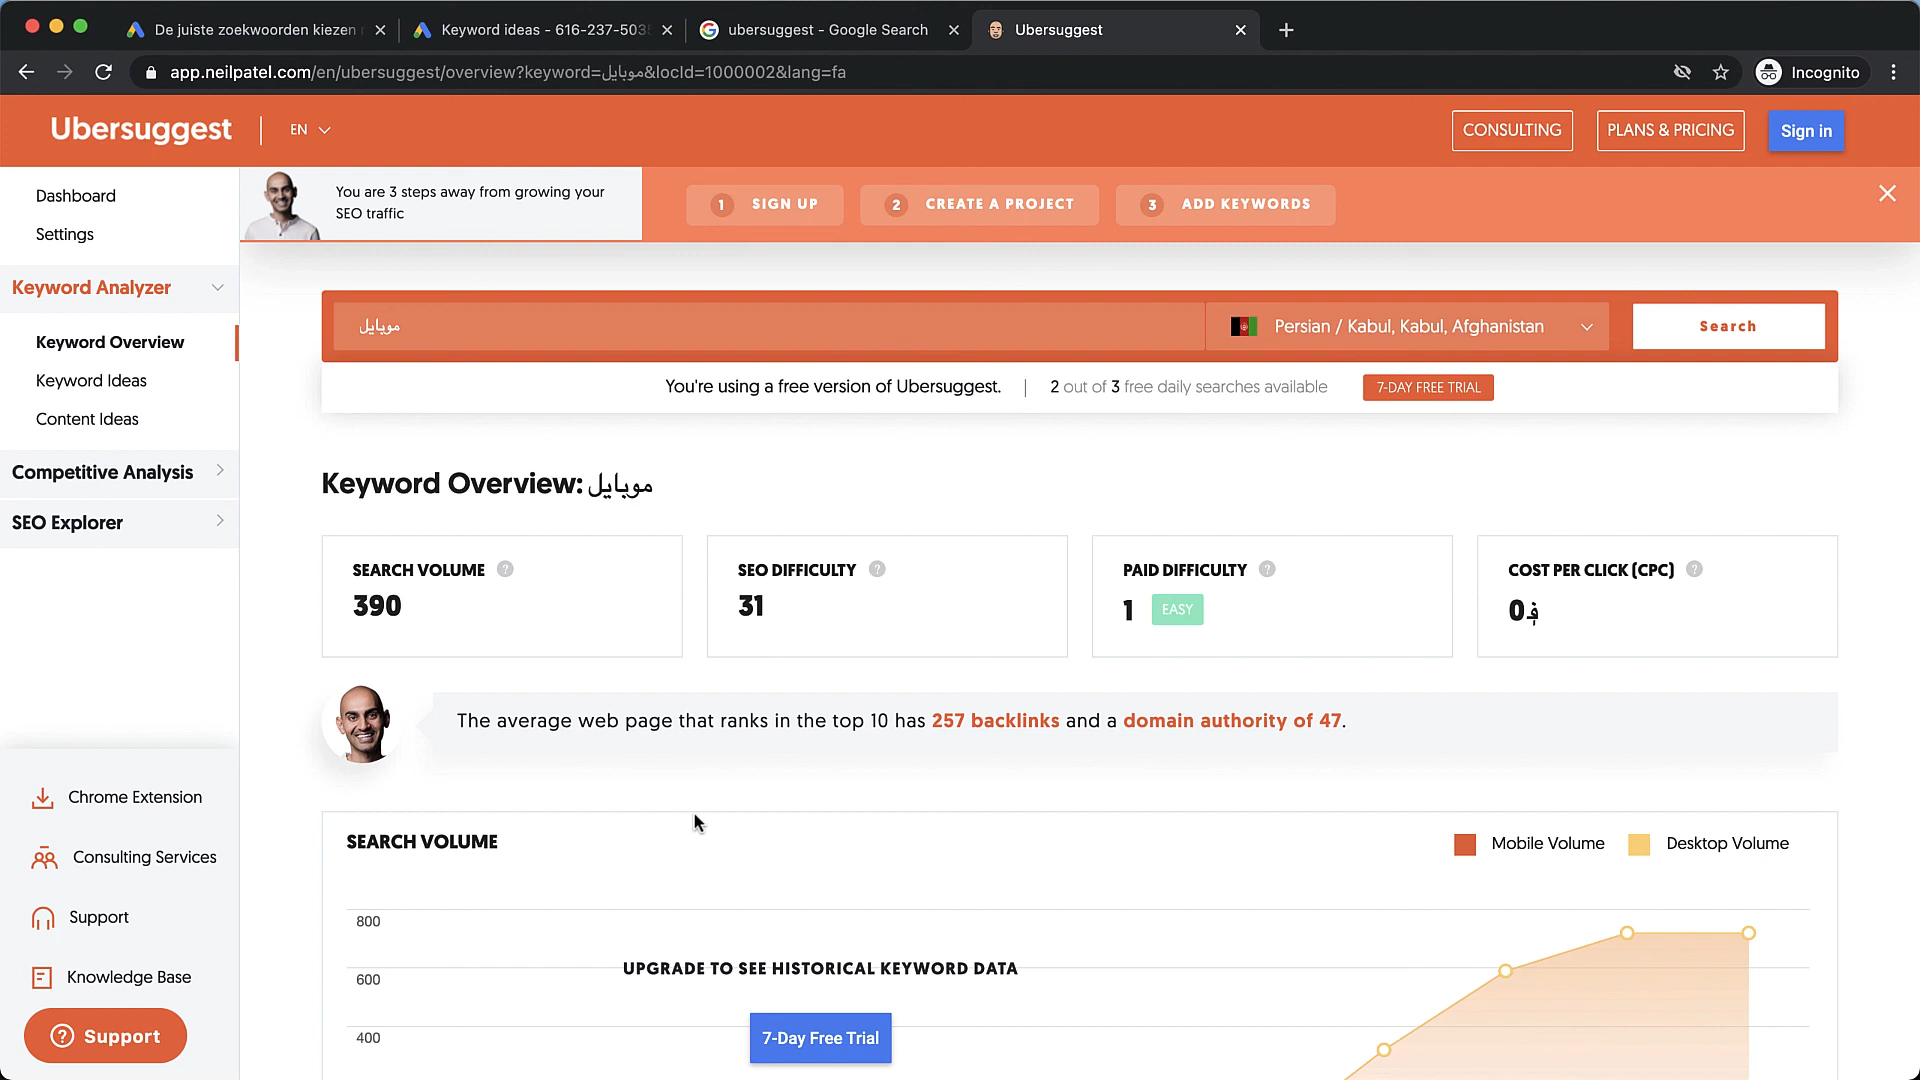 De juiste zoekwoorden kiezen
Keyword ideas - 616-237-5035
ubersuggest - Google Search
Ubersuggest
app.neilpatel.com/en/ubersuggest/overview?keyword=موبایل&locId=1000002&lang=fa
Incognito
Ubersuggest
EN
CONSULTING
PLANS & PRICING
Sign in
Dashboard
Settings
You are 3 steps away from growing your
SEO traffic
1 SIGN UP
2 CREATE A PROJECT
3 ADD KEYWORDS
Keyword Analyzer
Keyword Overview
Keyword Ideas
Content Ideas
Competitive Analysis
SEO Explorer
موبایل
Persian / Kabul, Kabul, Afghanistan
Search
You're using a free version of Ubersuggest. | 2 out of 3 free daily searches available
7-DAY FREE TRIAL
Keyword Overview: موبایل
SEARCH VOLUME ?
390
SEO DIFFICULTY ?
31
PAID DIFFICULTY ?
1 EASY
COST PER CLICK (CPC) ?
؋0
The average web page that ranks in the top 10 has 257 backlinks and a domain authority of 47.
SEARCH VOLUME
Mobile Volume
Desktop Volume
800
600
400
UPGRADE TO SEE HISTORICAL KEYWORD DATA
7-Day Free Trial
Chrome Extension
Consulting Services
Support
Knowledge Base
? Support